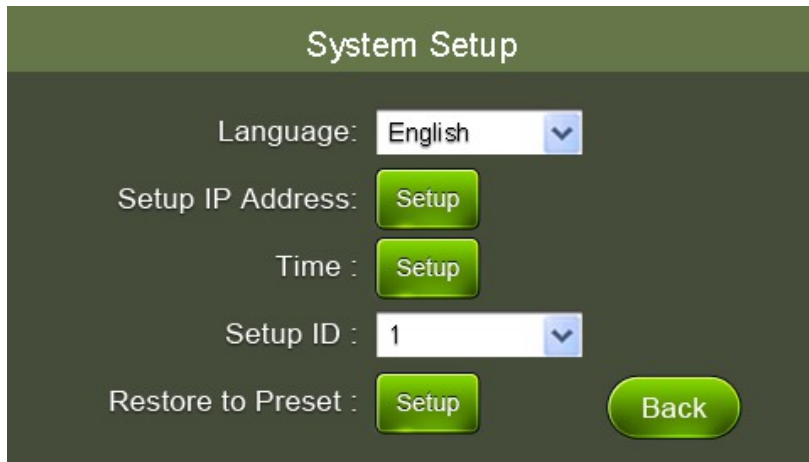 System Setup
Language: English
Setup IP Address: Setup
Time : Setup
Setup ID : 1
Restore to Preset : Setup
Back